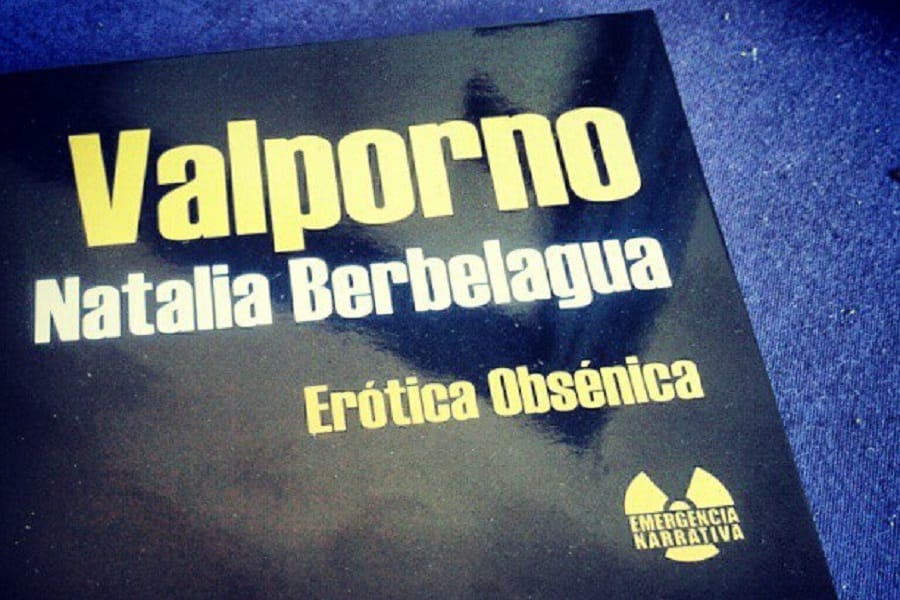 Valporno
Natalia Berbelagua
Erótica Obsénica
EMERGENCIA
NARRATIVA